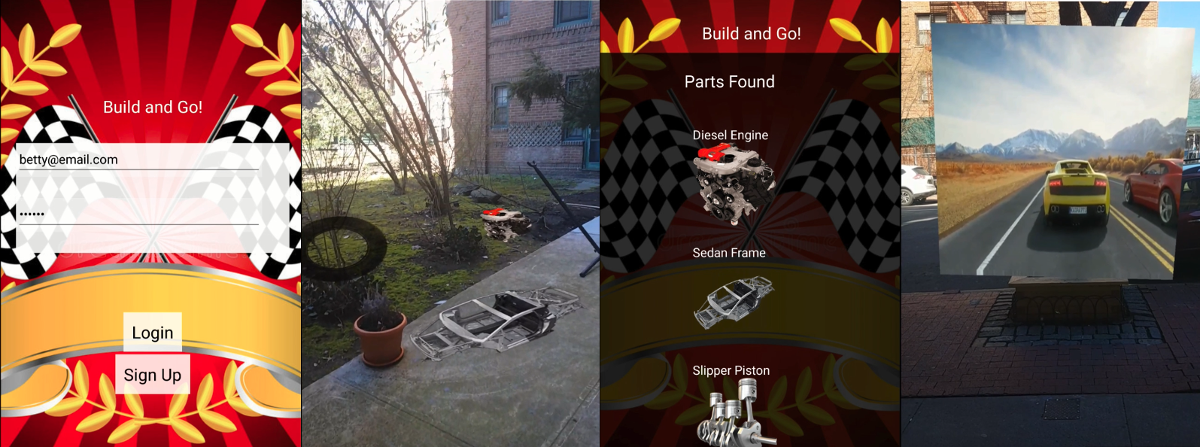 Build and Go!
betty@email.com
••••••
Login
Sign Up
Build and Go!
Parts Found
Diesel Engine
Sedan Frame
Slipper Piston